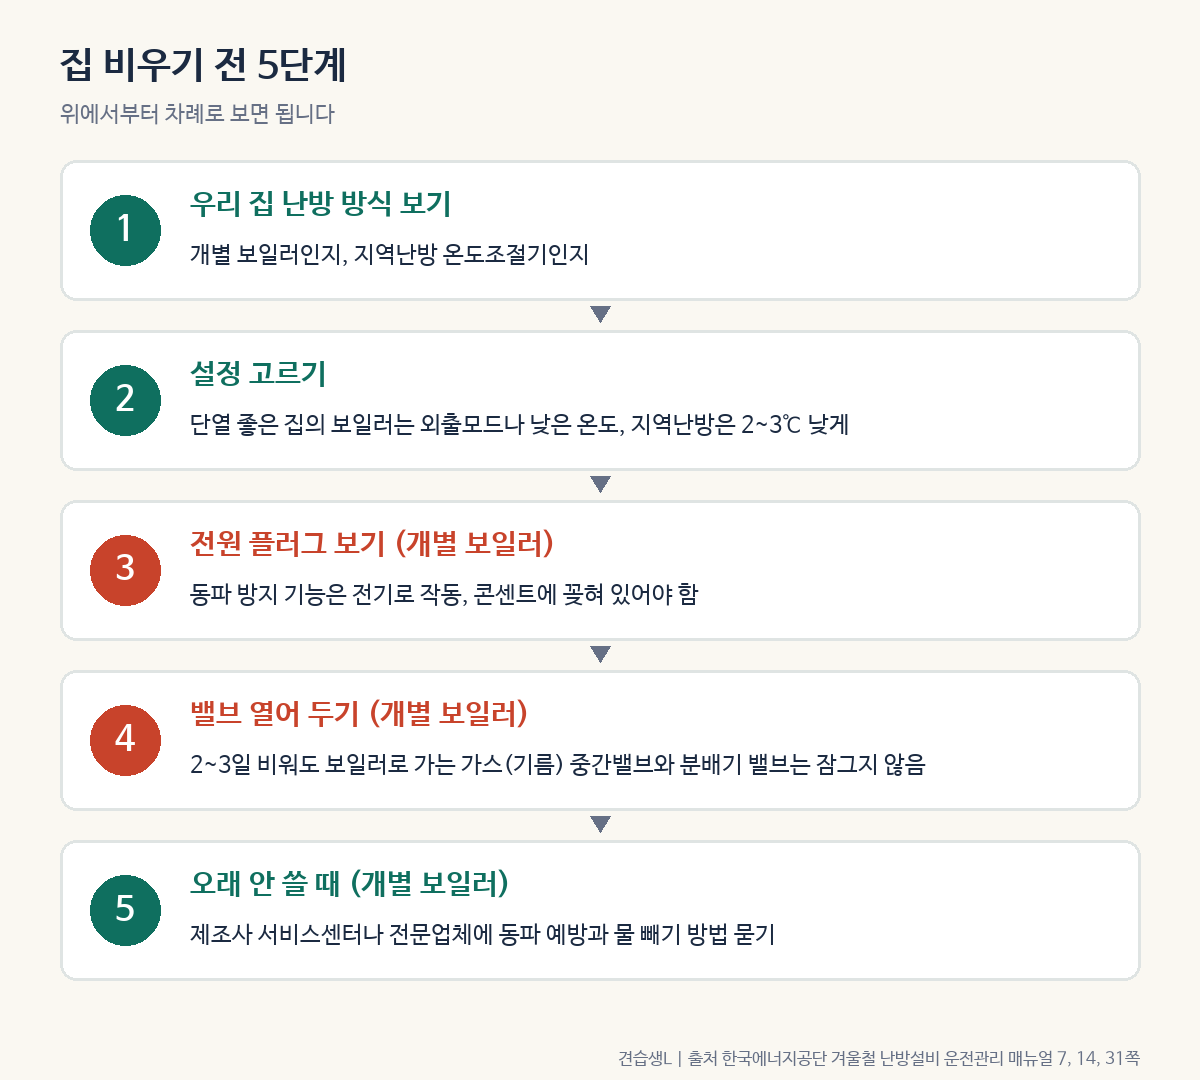 집 비우기 전 5단계
위에서부터 차례로 보면 됩니다
1
우리 집 난방 방식 보기
개별 보일러인지, 지역난방 온도조절기인지
2
설정 고르기
단열 좋은 집의 보일러는 외출모드나 낮은 온도, 지역난방은 2~3℃ 낮게
3
전원 플러그 보기 (개별 보일러)
동파 방지 기능은 전기로 작동, 콘센트에 꽂혀 있어야 함
4
밸브 열어 두기 (개별 보일러)
2~3일 비워도 보일러로 가는 가스(기름) 중간밸브와 분배기 밸브는 잠그지 않음
5
오래 안 쓸 때 (개별 보일러)
제조사 서비스센터나 전문업체에 동파 예방과 물 빼기 방법 묻기
견습생L | 출처 한국에너지공단 겨울철 난방설비 운전관리 매뉴얼 7, 14, 31쪽